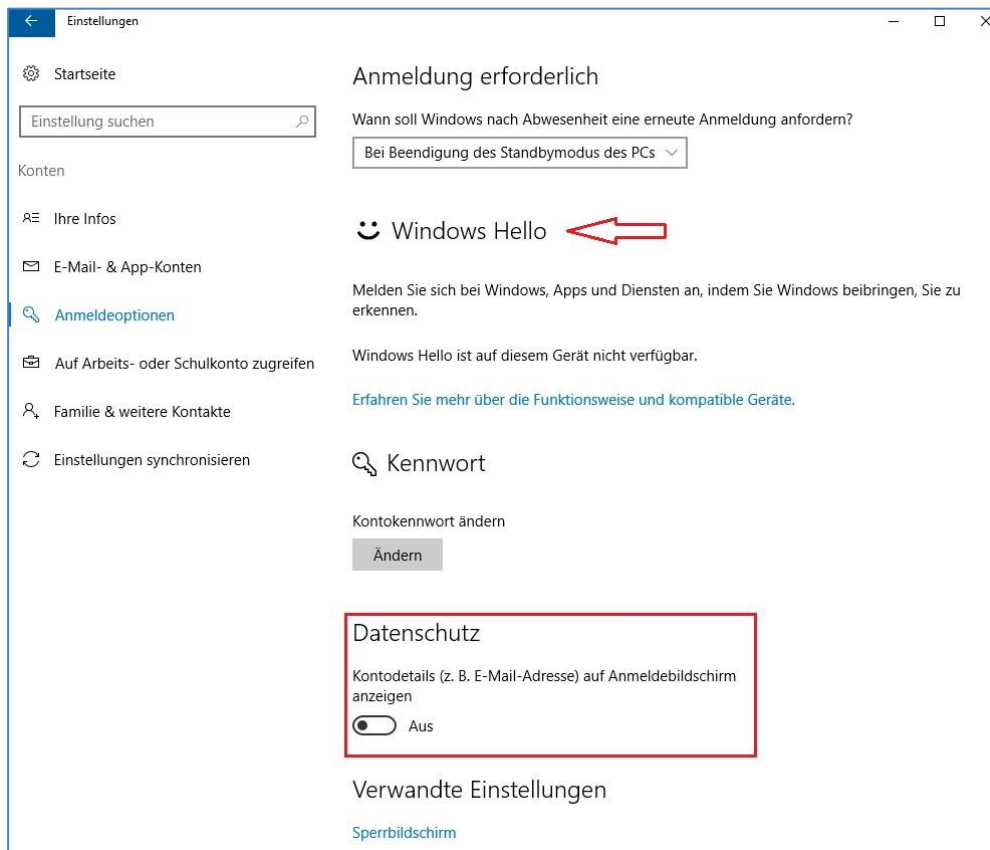 Einstellungen
Startseite
Einstellung suchen
Konten
Ihre Infos
E-Mail- & App-Konten
Anmeldeoptionen
Auf Arbeits- oder Schulkonto zugreifen
Familie & weitere Kontakte
Einstellungen synchronisieren
Anmeldung erforderlich
Wann soll Windows nach Abwesenheit eine erneute Anmeldung anfordern?
Bei Beendigung des Standbymodus des PCs
Windows Hello
Melden Sie sich bei Windows, Apps und Diensten an, indem Sie Windows beibringen, Sie zu
erkennen.
Windows Hello ist auf diesem Gerät nicht verfügbar.
Erfahren Sie mehr über die Funktionsweise und kompatible Geräte.
Kennwort
Kontokennwort ändern
Ändern
Datenschutz
Kontodetails (z. B. E-Mail-Adresse) auf Anmeldebildschirm
anzeigen
Aus
Verwandte Einstellungen
Sperrbildschirm